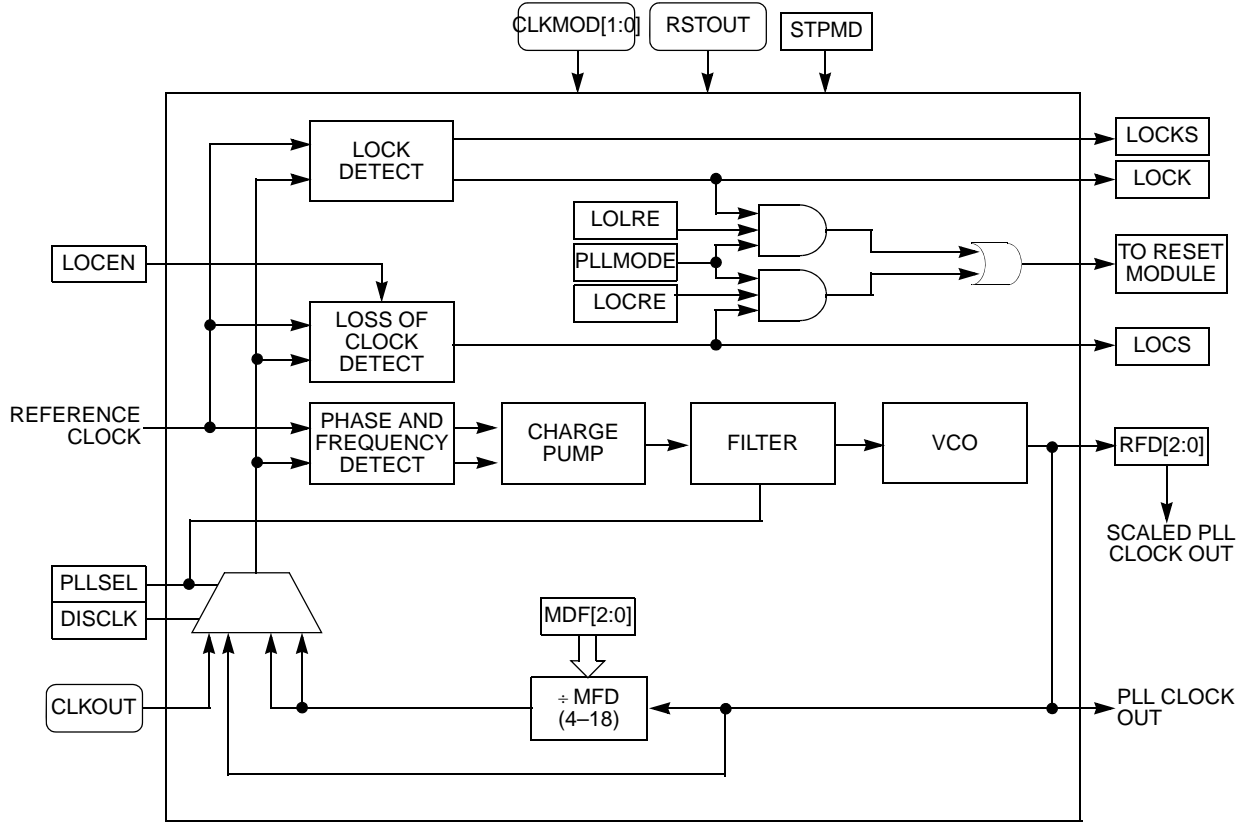 CLKMOD[1:0]
RSTOUT
STPMD
LOCK
DETECT
LOCKS
LOCK
LOLRE
PLLMODE
LOCRE
TO RESET
MODULE
LOCEN
LOSS OF
CLOCK
DETECT
LOCS
REFERENCE
CLOCK
PHASE AND
FREQUENCY
DETECT
CHARGE
PUMP
FILTER
VCO
RFD[2:0]
SCALED PLL
CLOCK OUT
PLLSEL
DISCLK
MDF[2:0]
CLKOUT
÷ MFD
(4–18)
PLL CLOCK
OUT